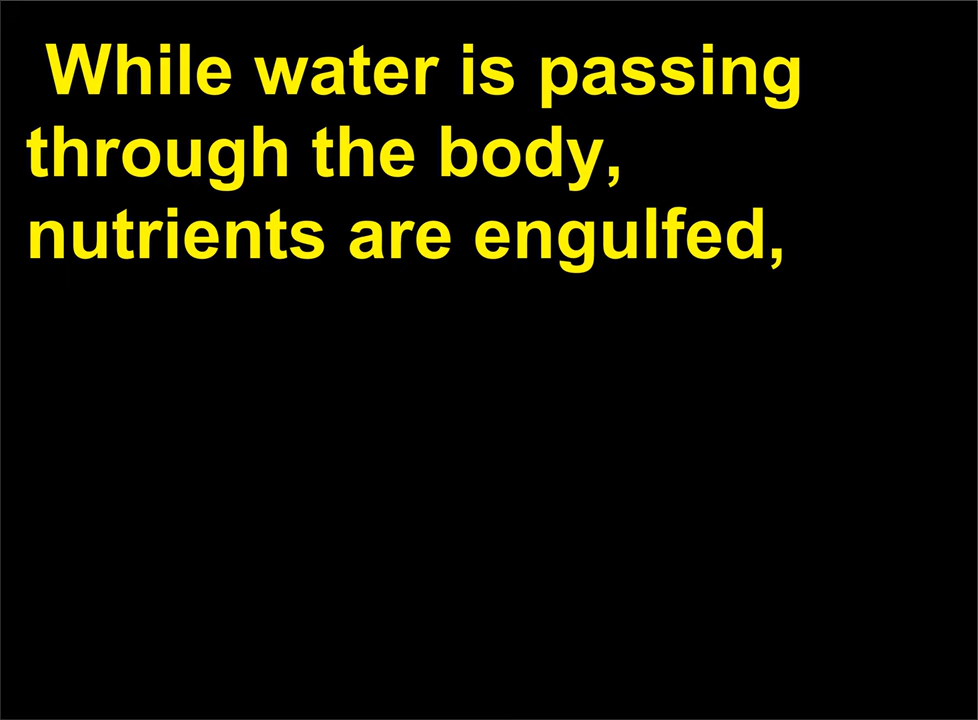 While water is passing
through the body,
nutrients are engulfed,